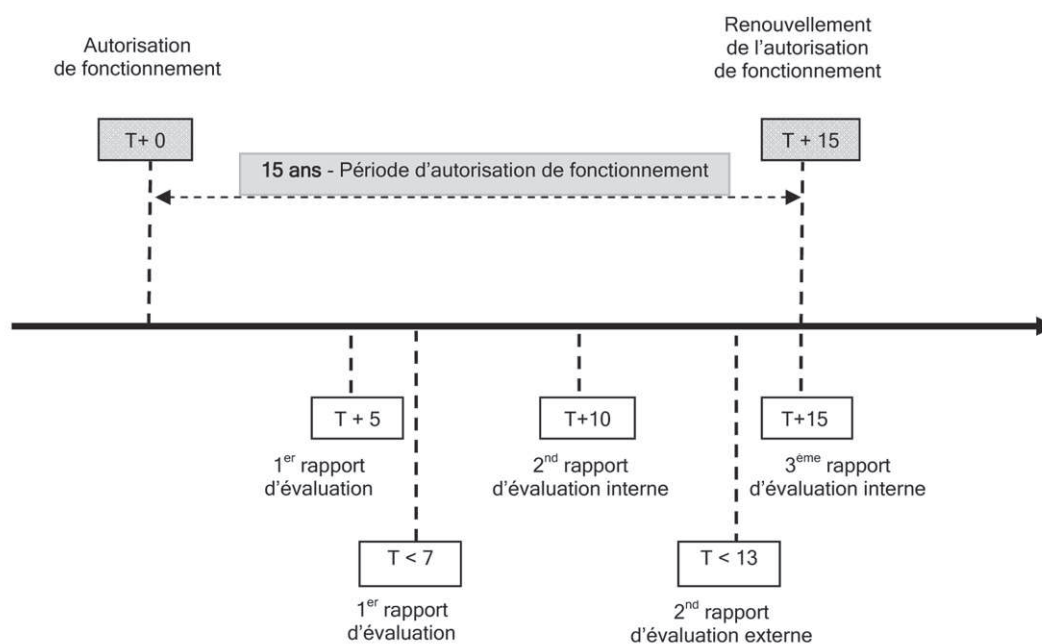 Autorisation
de fonctionnement
Renouvellement
de l'autorisation
de fonctionnement
T+ 0
T + 15
15 ans - Période d'autorisation de fonctionnement
T + 5
T+10
T+15
1er rapport
d'évaluation
2nd rapport
d'évaluation interne
3ème rapport
d'évaluation interne
T < 7
T < 13
1er rapport
d'évaluation
2nd rapport
d'évaluation externe